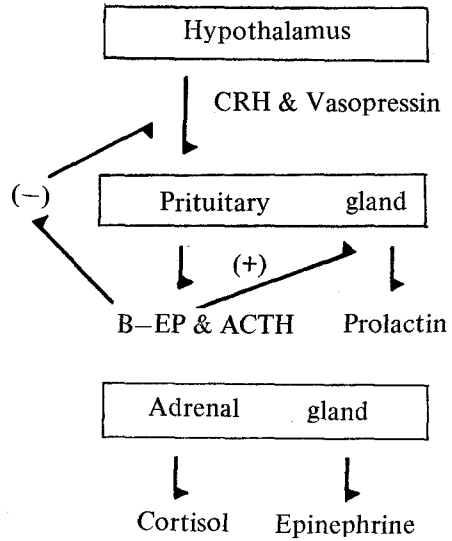 Hypothalamus
CRH & Vasopressin
(−)
Prituitary gland
(+)
B−EP & ACTH Prolactin
Adrenal gland
Cortisol Epinephrine